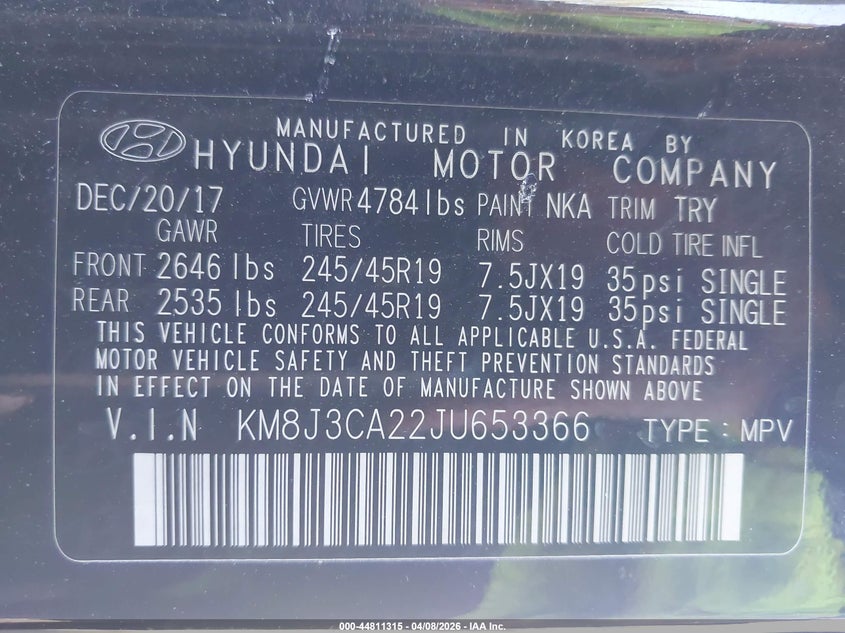 MANUFACTURED IN KOREA BY
HYUNDAI MOTOR COMPANY
DEC/20/17 GVWR 4784 lbs PAINT NKA TRIM TRY
GAWR TIRES RIMS COLD TIRE INFL
FRONT 2646 lbs 245/45R19 7.5JX19 35psi SINGLE
REAR 2535 lbs 245/45R19 7.5JX19 35psi SINGLE
THIS VEHICLE CONFORMS TO ALL APPLICABLE U.S.A. FEDERAL
MOTOR VEHICLE SAFETY AND THEFT PREVENTION STANDARDS
IN EFFECT ON THE DATE OF MANUFACTURE SHOWN ABOVE
V.I.N KM8J3CA22JU653366 TYPE : MPV
000-44811315 - 04/08/2026 - IAA Inc.